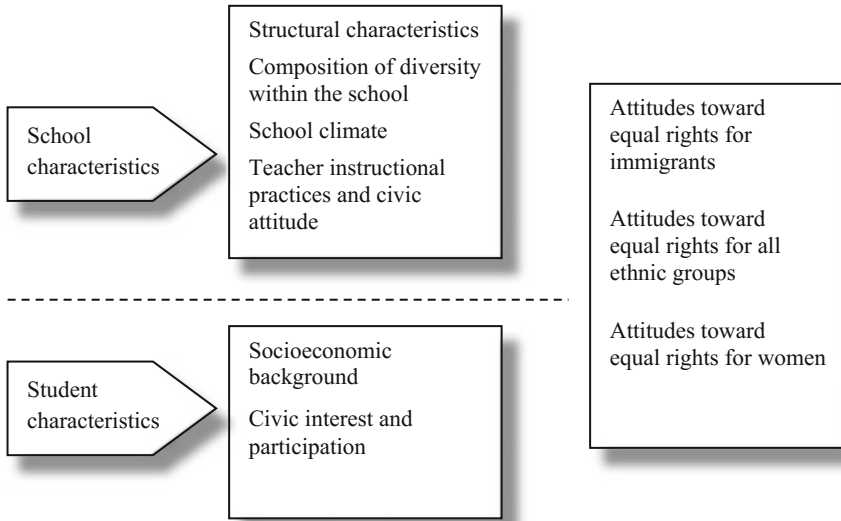 School
characteristics
Structural characteristics
Composition of diversity
within the school
School climate
Teacher instructional
practices and civic
attitude
Student
characteristics
Socioeconomic
background
Civic interest and
participation
Attitudes toward
equal rights for
immigrants
Attitudes toward
equal rights for all
ethnic groups
Attitudes toward
equal rights for women